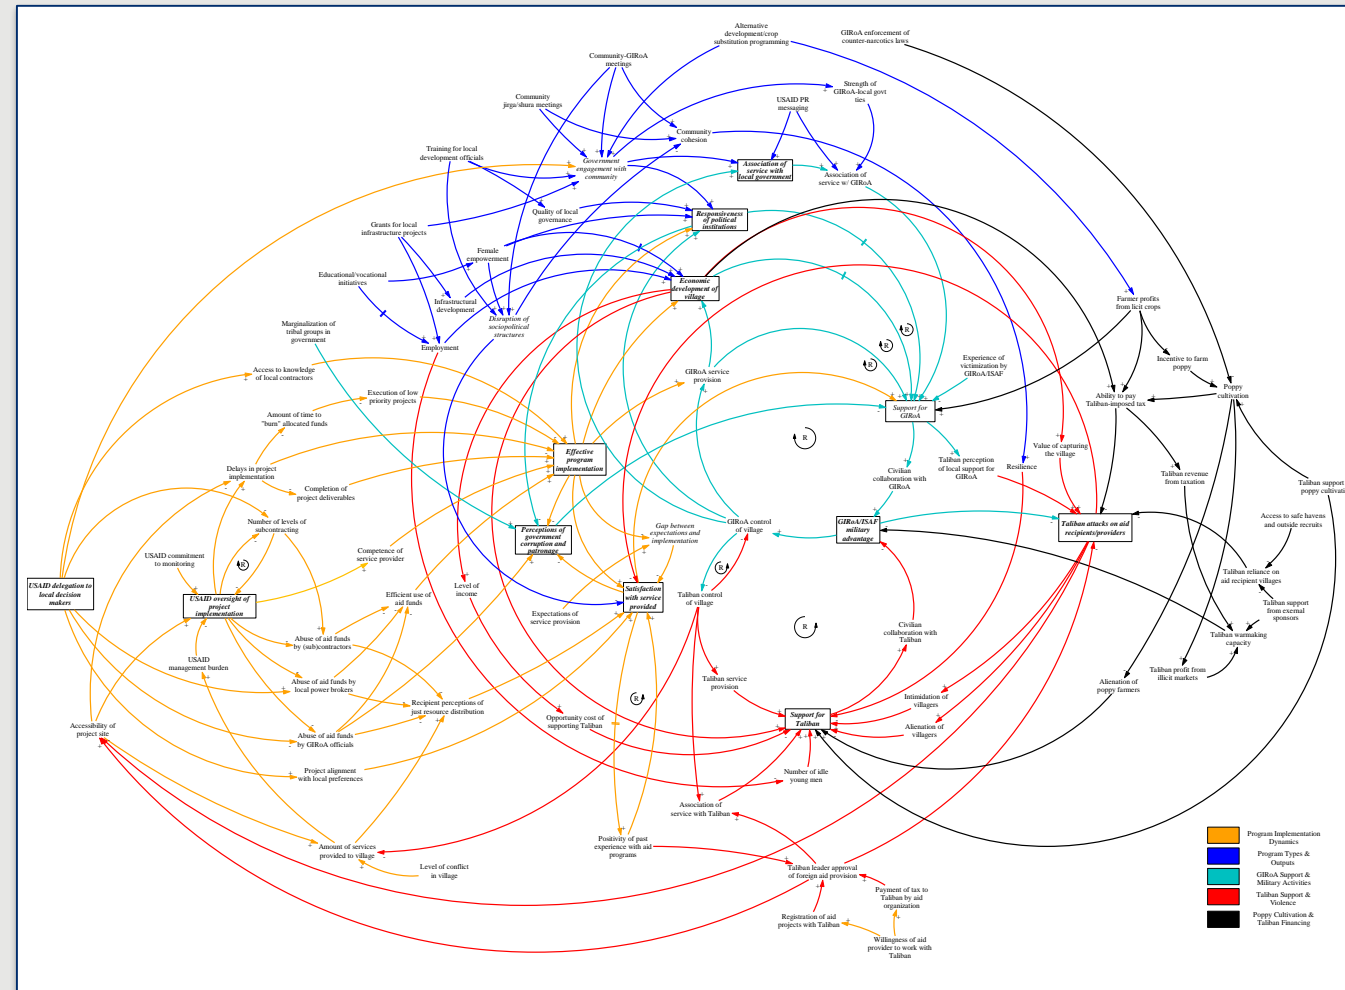 Alternative
development/crop
substitution programming
GIRoA enforcement of
counter-narcotics laws
Community-GIRoA
meetings
Strength of
GIRoA-local govt
ties
Community
jirga/shura meetings
USAID PR
messaging
Community
cohesion
Training for local
development officials
Government
engagement with
community
Association of
service with
local government
Association of
service w/ GIRoA
Grants for local
infrastructure projects
Quality of local
governance
Responsiveness
of political
institutions
Female
empowerment
Educational/vocational
initiatives
Economic
development of
village
Infrastructural
development
Disruption of
sociopolitical
structures
Farmer profits
from licit crops
Marginalization of
tribal groups in
government
Employment
R
R
R
Access to knowledge
of local contractors
GIRoA service
provision
Experience of
victimization by
GIRoA/ISAF
Incentive to farm
poppy
Execution of low
priority projects
Ability to pay
Taliban-imposed tax
Poppy
cultivation
Amount of time to
"burn" allocated funds
Support for
GIRoA
R
Effective
program
implementation
Value of capturing
the village
Delays in project
implementation
Civilian
collaboration with
GIRoA
Taliban perception
of local support for
GIRoA
Resilience
Taliban revenue
from taxation
Taliban support
poppy cultivati
Completion of
project deliverables
Number of levels of
subcontracting
GIRoA control
of village
GIRoA/ISAF
military
advantage
Taliban attacks on aid
recipients/providers
Access to safe havens
and outside recruits
Gap between
expectations and
implementation
Perceptions of
government
corruption and
patronage
USAID commitment
to monitoring
R
Competence of
service provider
R
Taliban reliance on
aid recipient villages
USAID delegation to
local decision
makers
USAID oversight of
project
implementation
Efficient use of
aid funds
Level of
income
Satisfaction
with service
provided
Taliban control
of village
Taliban support
from exernal
sponsors
Expectations of
service provision
R
Civilian
collaboration with
Taliban
Taliban warmaking
capacity
Abuse of aid funds
by (sub)contractors
USAID
management burden
Taliban service
provision
Taliban profit from
illicit markets
Abuse of aid funds by
local power brokers
Alienation of
poppy farmers
Recipient perceptions of
just resource distribution
R
Intimidation of
villagers
Accessibility of
project site
Abuse of aid funds
by GIRoA officials
Opportunity cost of
supporting Taliban
Support for
Taliban
Alienation of
villagers
Project alignment
with local preferences
Number of idle
young men
Association of
service with Taliban
Amount of services
provided to village
Positivity of past
experience with aid
programs
Level of conflict
in village
Taliban leader approval
of foreign aid provision
Payment of tax to
Taliban by aid
organization
Registration of aid
projects with Taliban
Willingness of aid
provider to work with
Taliban
Program Implementation
Dynamics
Program Types &
Outputs
GIRoA Support &
Military Activities
Taliban Support &
Violence
Poppy Cultivation &
Taliban Financing